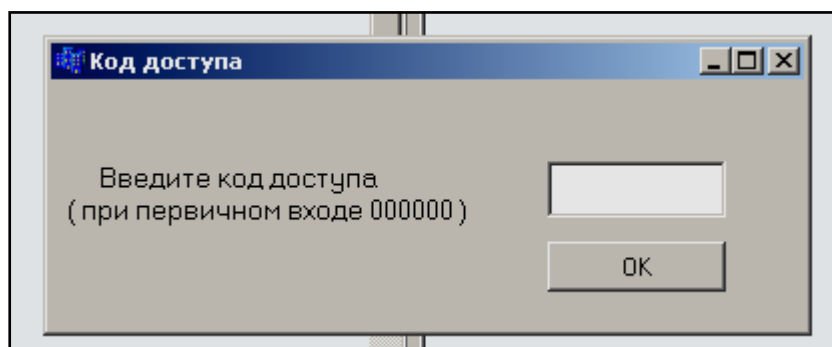 Код доступа
Введите код доступа
( при первичном входе 000000 )
OK